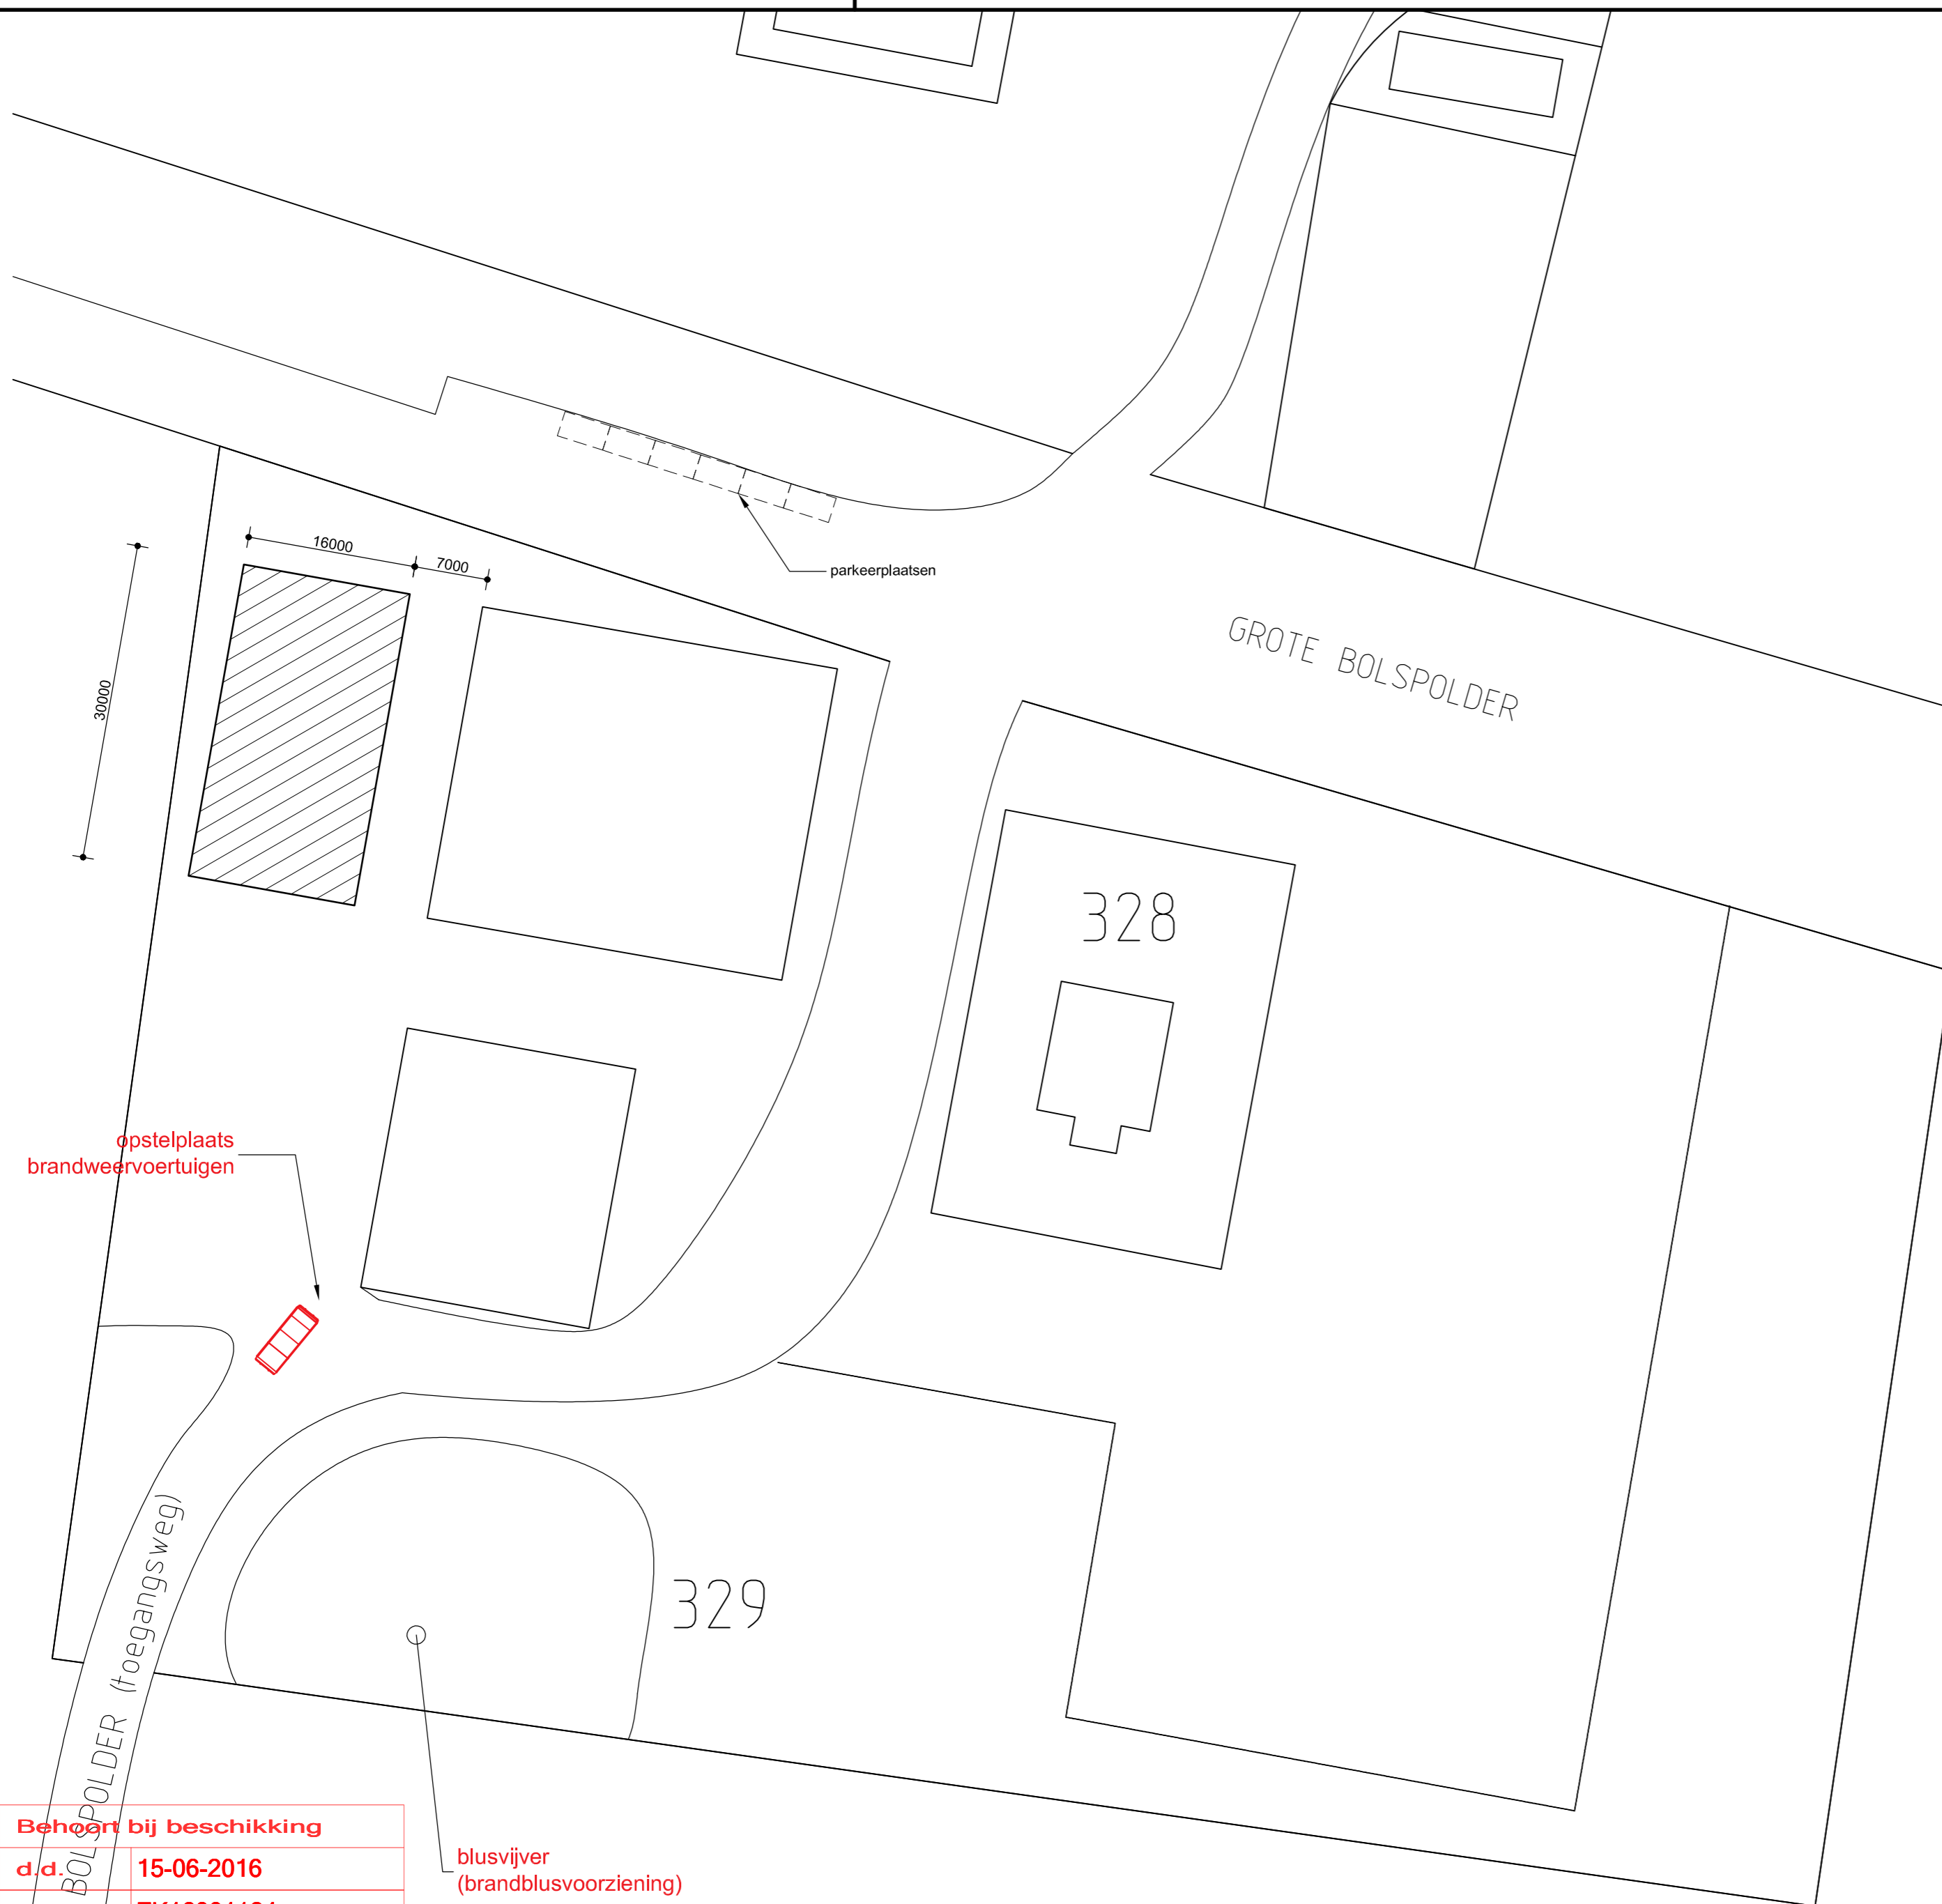 16000
7000
parkeerplaatsen
GROTE BOLSPOLDER
30000
328
opstelplaats
brandweervoertuigen
329
BOLSPOLDER (toegangsweg)
Behoort bij beschikking
d.d. 15-06-2016
blusvijver
(brandblusvoorziening)